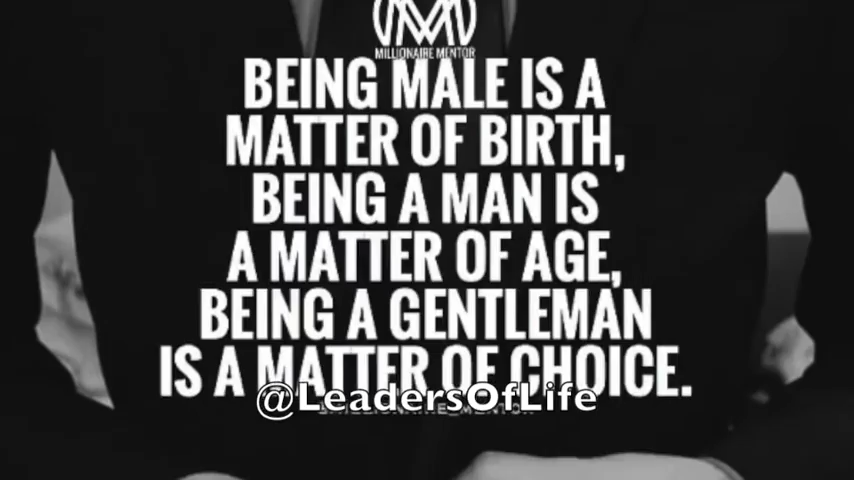 MILLIONAIRE MENTOR
BEING MALE IS A
MATTER OF BIRTH,
BEING A MAN IS
A MATTER OF AGE,
BEING A GENTLEMAN
IS A MATTER OF CHOICE.
@LeadersOfLife